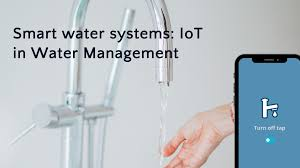 Smart water systems: IoT
in Water Management
Turn off tap